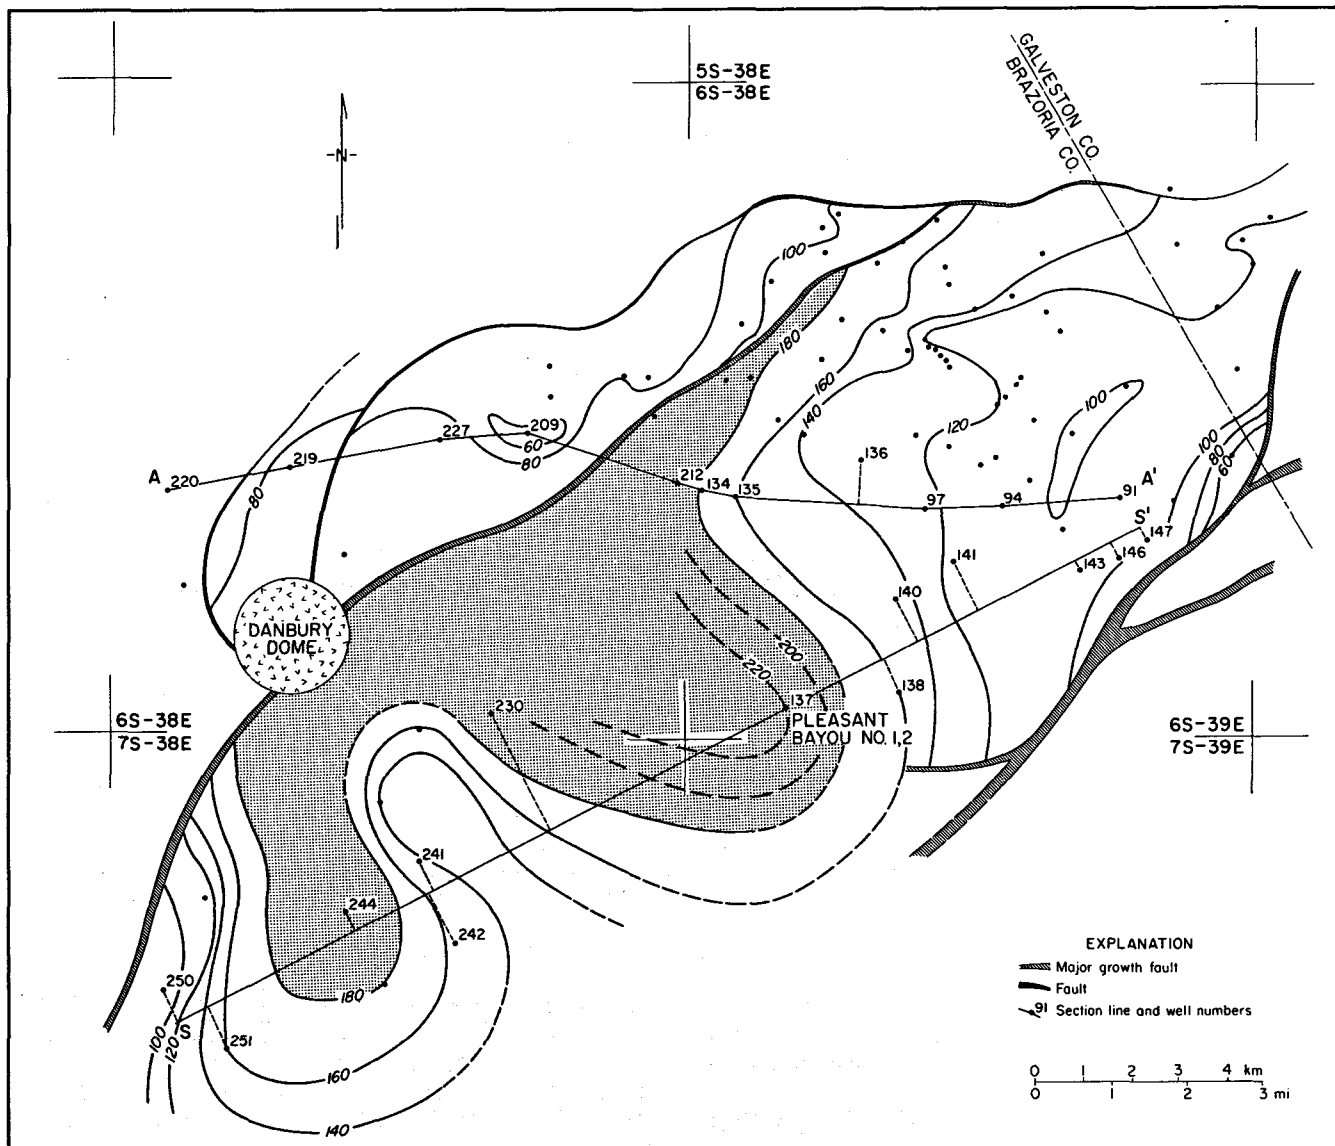 5S-38E
6S-38E
GALVESTON CO.
BRAZORIA CO.
-N-
100
180
160
140
120
100
209
227
60
80
219
A
220
80
136
212
134
135
97
94
91
A'
100
80
60
S'
147
146
143
141
140
DANBURY
DOME
200
220
138
137
PLEASANT
BAYOU NO. 1,2
230
6S-38E
7S-38E
6S-39E
7S-39E
241
244
242
250
180
S
251
100
120
160
140
EXPLANATION
Major growth fault
Fault
91 Section line and well numbers
0 1 2 3 4 km
0 1 2 3 mi